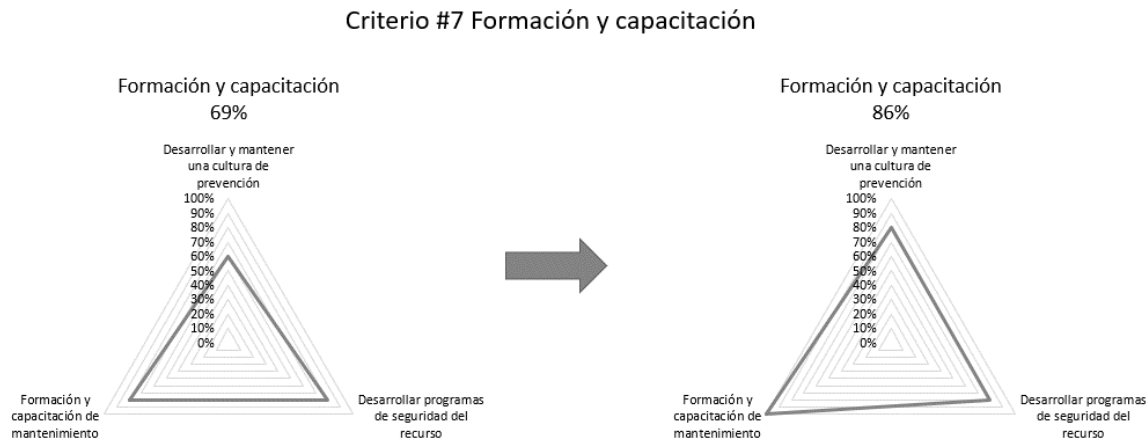 Criterio #7 Formación y capacitación
Formación y capacitación
69%
Desarrollar y mantener
una cultura de
prevención
100%
90%
80%
70%
60%
50%
40%
30%
20%
10%
0%
Formación y
capacitación de
mantenimiento
Desarrollar programas
de seguridad del
recurso
Formación y capacitación
86%
Desarrollar y mantener
una cultura de
prevención
100%
90%
80%
70%
60%
50%
40%
30%
20%
10%
0%
Formación y
capacitación de
mantenimiento
Desarrollar programas
de seguridad del
recurso